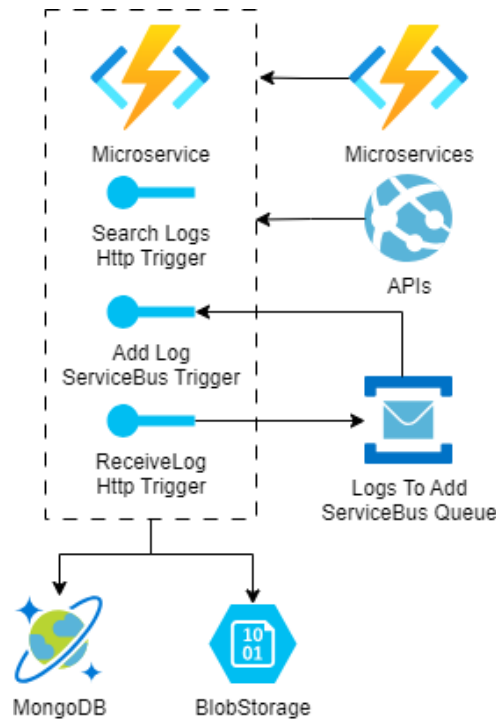 Microservice
Microservices
Search Logs
Http Trigger
APIs
Add Log
ServiceBus Trigger
ReceiveLog
Http Trigger
Logs To Add
ServiceBus Queue
10
01
MongoDB
BlobStorage